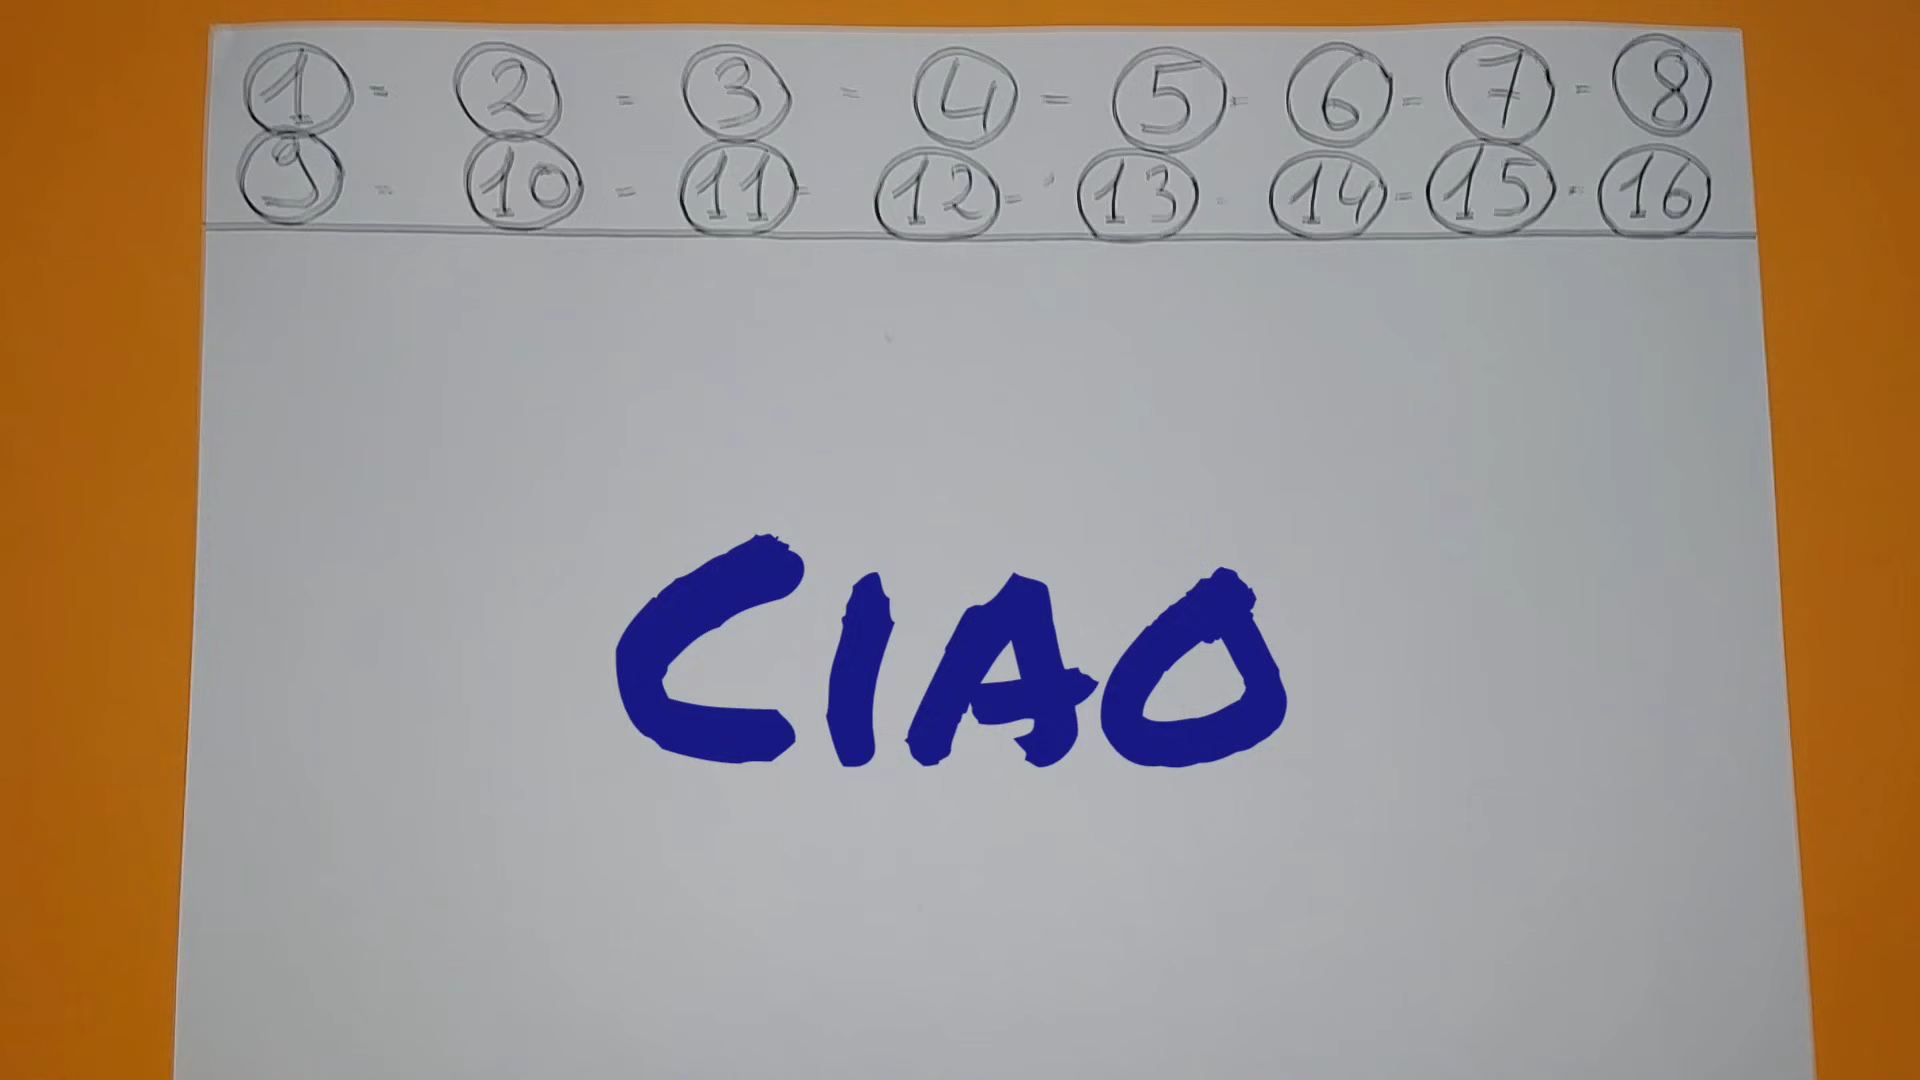 1 = 2 = 3 = 4 = 5 = 6 = 7 = 8
9 = 10 = 11 = 12 = 13 . 14 = 15 = 16
CIAO